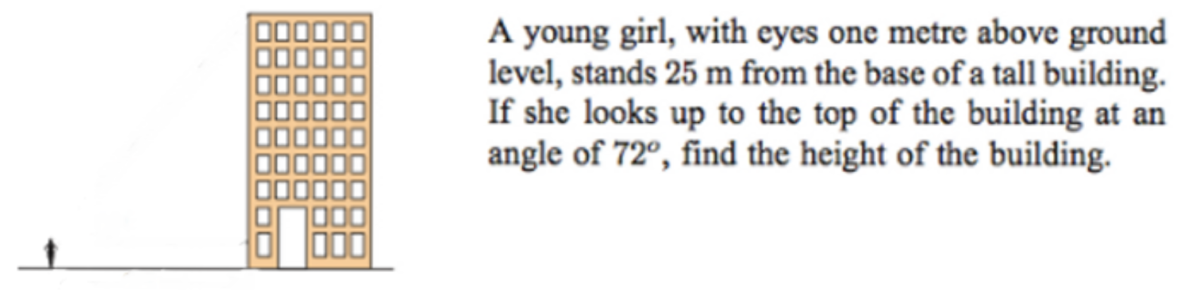 A young girl, with eyes one metre above ground
level, stands 25 m from the base of a tall building.
If she looks up to the top of the building at an
angle of 72º, find the height of the building.